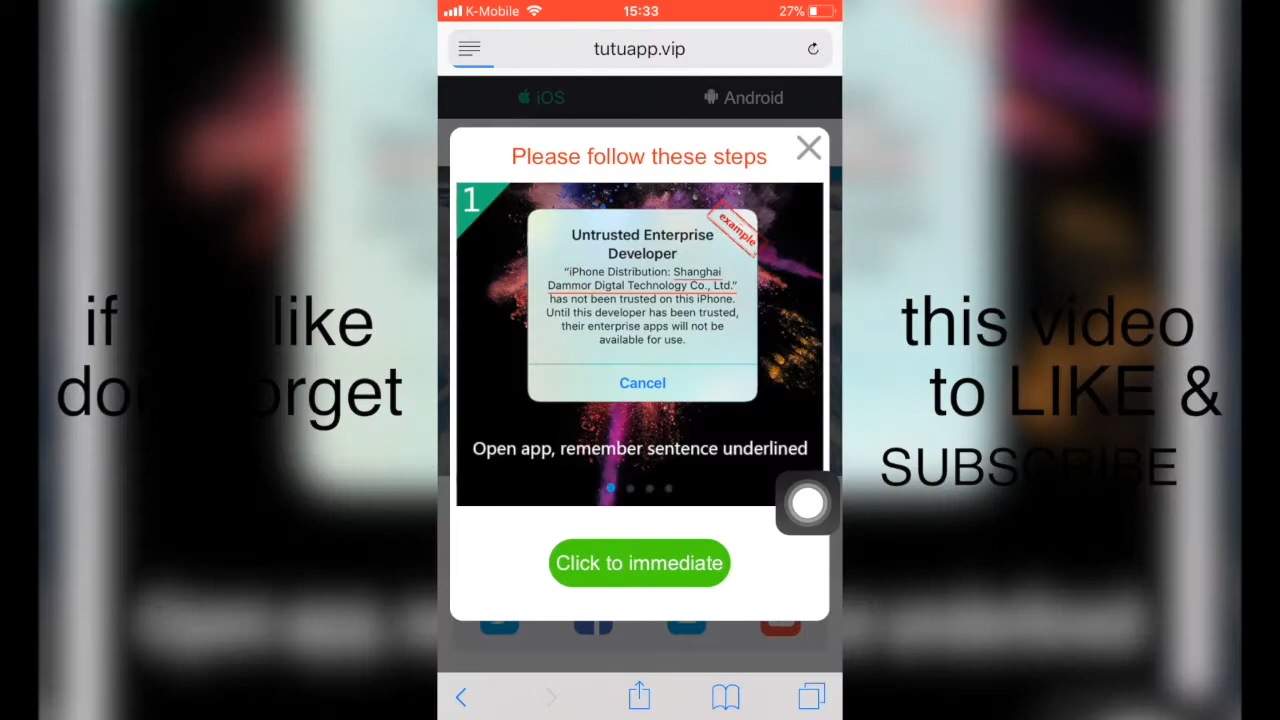 K-Mobile
15:33
27%
tutuapp.vip
iOS
Android
Please follow these steps
1
example
Untrusted Enterprise
Developer
“iPhone Distribution: Shanghai
Dammor Digtal Technology Co., Ltd.”
has not been trusted on this iPhone.
Until this developer has been trusted,
their enterprise apps will not be
available for use.
Cancel
Open app, remember sentence underlined
Click to immediate
if like this video
forget to LIKE &
SUBSCRIBE